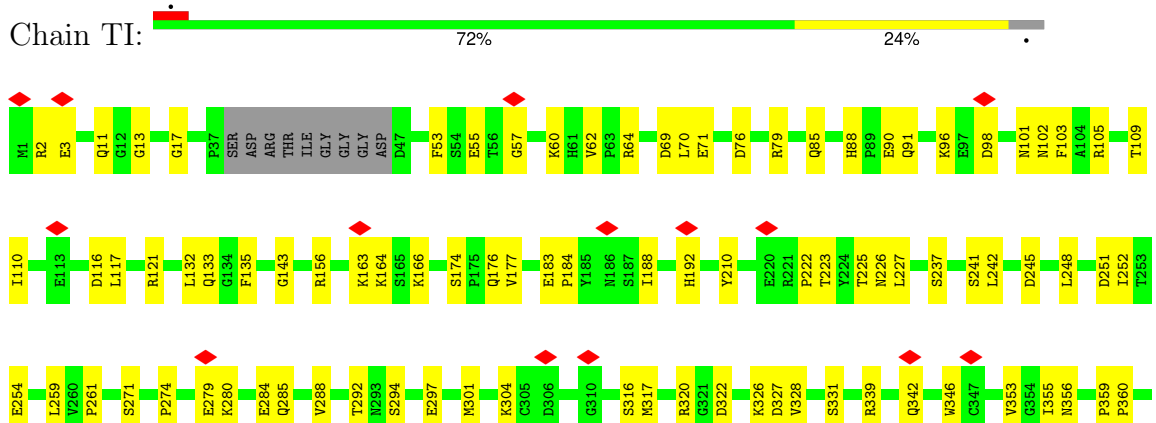 Chain TI:
72%
24%
M1 R2 E3 Q11 G12 G13 G17 P37 SER ASP ARG THR ILE GLY GLY GLY ASP D47 F53 S54 E55 T56 G57 K60 H61 V62 P63 R64 D69 L70 E71 D76 R79 Q85 H88 P89 E90 Q91 K96 E97 D98 N101 N102 F103 A104 R105 T109
I110 E113 D116 L117 R121 L132 Q133 G134 F135 G143 R156 K163 K164 S165 K166 S174 P175 Q176 V177 E183 P184 Y185 N186 S187 I188 H192 Y210 E220 R221 P222 T223 Y224 T225 N226 L227 S237 S241 L242 D245 L248 D251 I252 T253
E254 L259 V260 P261 S271 P274 E279 K280 E284 Q285 V288 T292 N293 S294 E297 M301 K304 C305 D306 G310 S316 M317 R320 G321 D322 K326 D327 V328 S331 R339 Q342 W346 C347 V353 G354 I355 N356 P359 P360